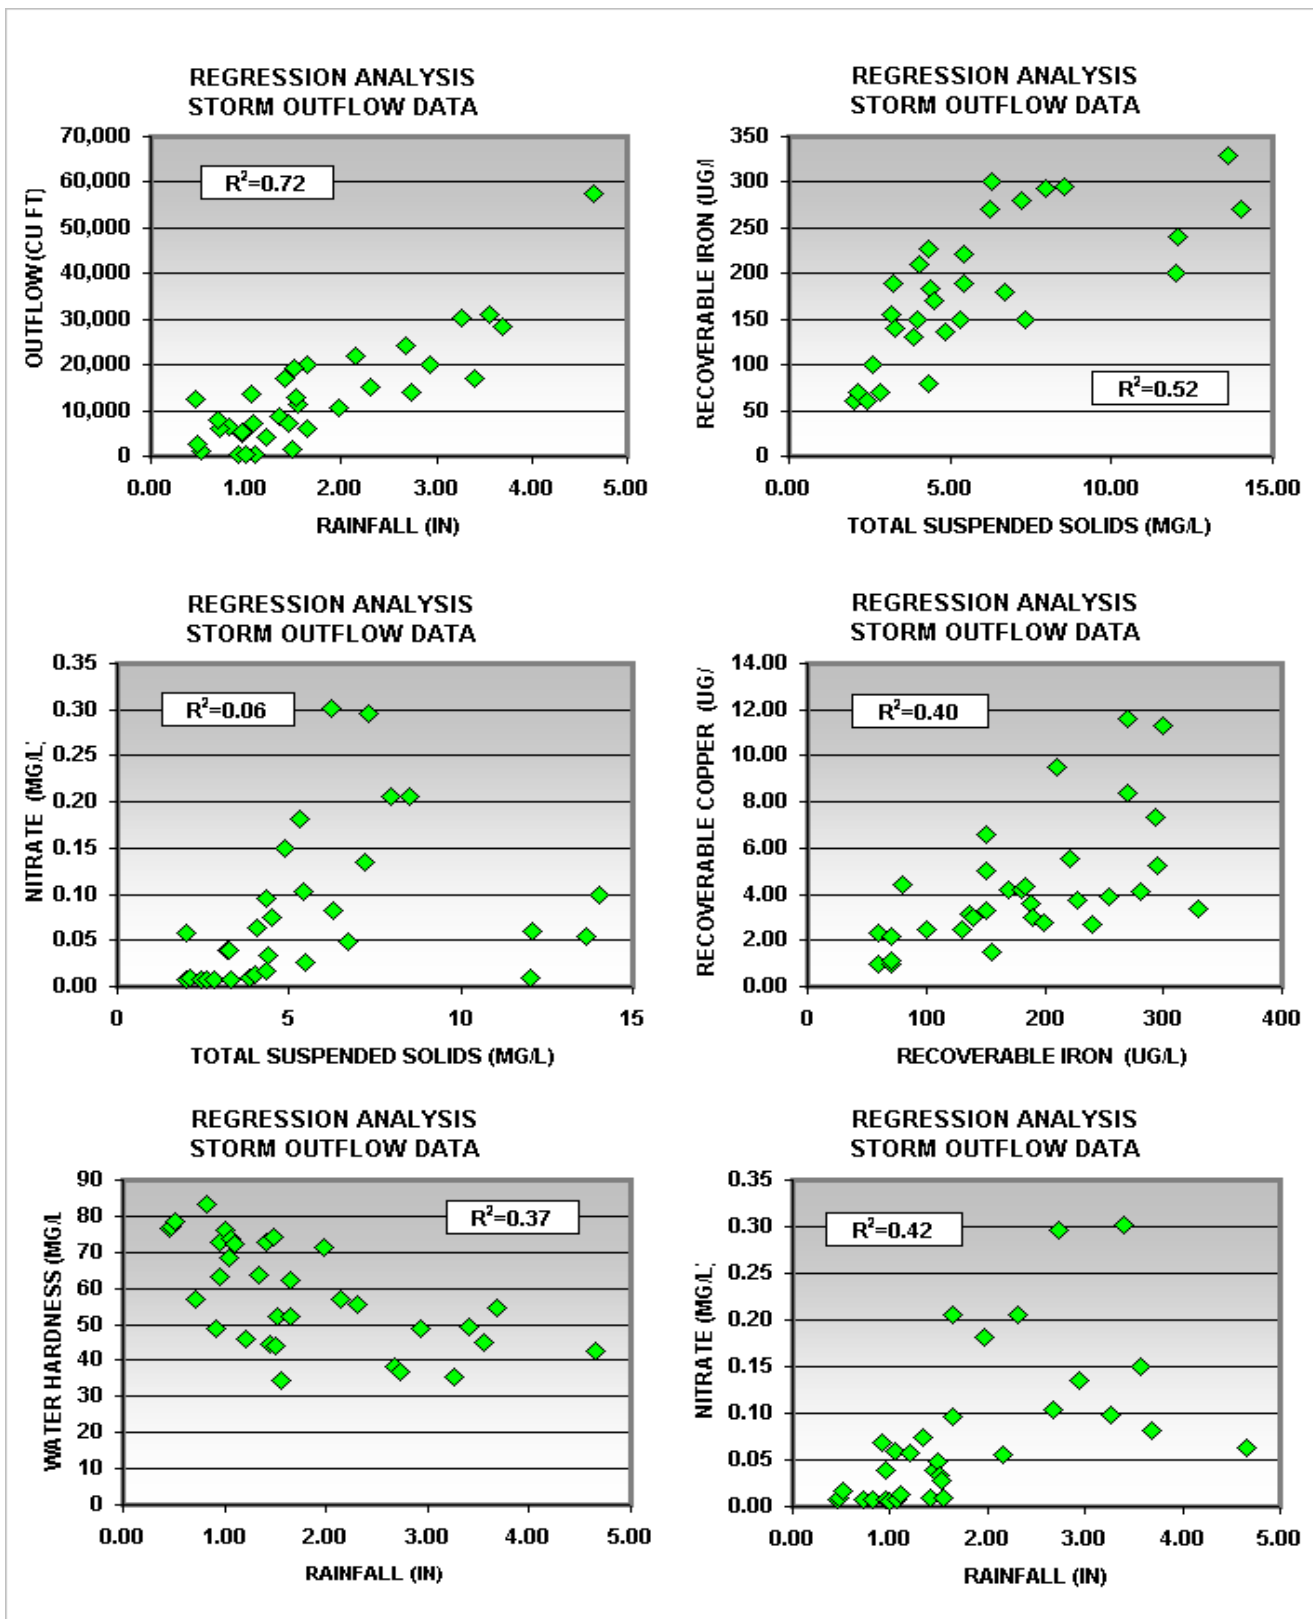 REGRESSION ANALYSIS
STORM OUTFLOW DATA
70,000
60,000
50,000
40,000
30,000
20,000
10,000
0
OUTFLOW (CU FT)
R²=0.72
0.00 1.00 2.00 3.00 4.00 5.00
RAINFALL (IN)
REGRESSION ANALYSIS
STORM OUTFLOW DATA
350
300
250
200
150
100
50
0
RECOVERABLE IRON (UG/l
R²=0.52
0.00 5.00 10.00 15.00
TOTAL SUSPENDED SOLIDS (MG/L)
REGRESSION ANALYSIS
STORM OUTFLOW DATA
0.35
0.30
0.25
0.20
0.15
0.10
0.05
0.00
NITRATE (MG/L)
R²=0.06
0 5 10 15
TOTAL SUSPENDED SOLIDS (MG/L)
REGRESSION ANALYSIS
STORM OUTFLOW DATA
14.00
12.00
10.00
8.00
6.00
4.00
2.00
0.00
RECOVERABLE COPPER (UG/
R²=0.40
0 100 200 300 400
RECOVERABLE IRON (UG/L)
REGRESSION ANALYSIS
STORM OUTFLOW DATA
90
80
70
60
50
40
30
20
10
0
WATER HARDNESS (MG/L
R²=0.37
0.00 1.00 2.00 3.00 4.00 5.00
RAINFALL (IN)
REGRESSION ANALYSIS
STORM OUTFLOW DATA
0.35
0.30
0.25
0.20
0.15
0.10
0.05
0.00
NITRATE (MG/L)
R²=0.42
0.00 1.00 2.00 3.00 4.00 5.00
RAINFALL (IN)